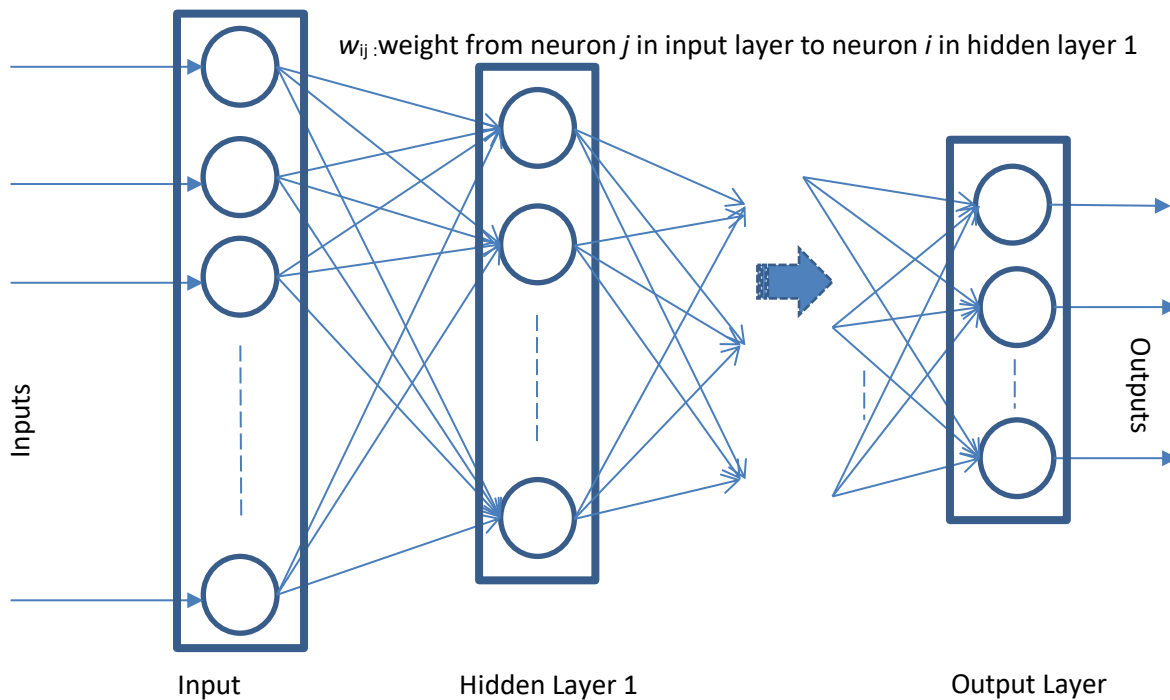 wij :weight from neuron j in input layer to neuron i in hidden layer 1
Inputs
Outputs
Input
Hidden Layer 1
Output Layer